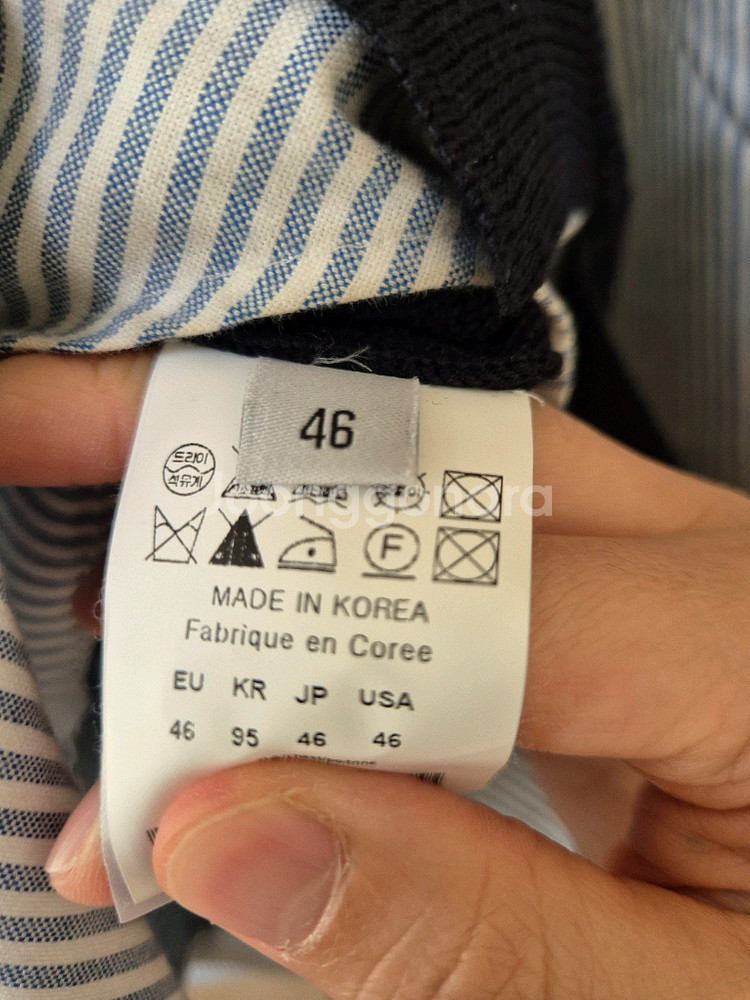 46
드라이
석유계
joonggonara
F
MADE IN KOREA
Fabrique en Coree
EU KR JP USA
46 95 46 46